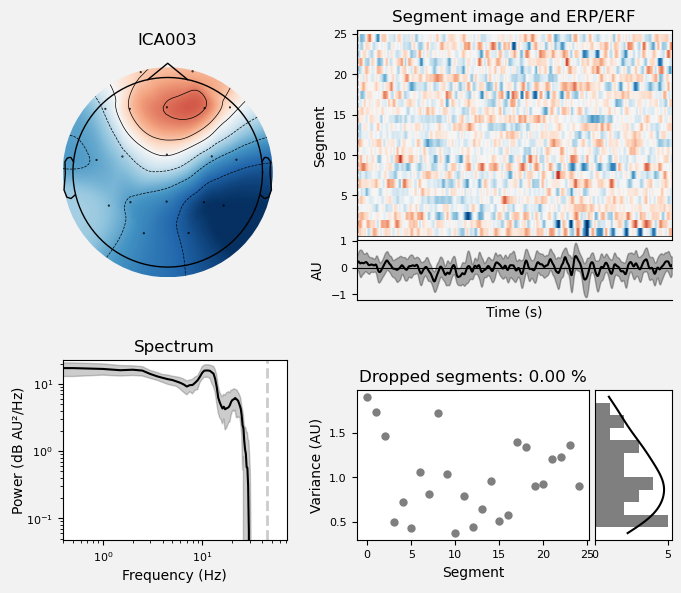 ICA003
Segment image and ERP/ERF
Segment
25
20
15
10
5
AU
1
0
−1
Time (s)
Spectrum
Power (dB AU²/Hz)
10¹
10⁰
10⁻¹
10⁰
10¹
Frequency (Hz)
Dropped segments: 0.00 %
Variance (AU)
1.5
1.0
0.5
0
5
10
15
20
25
0
5
Segment